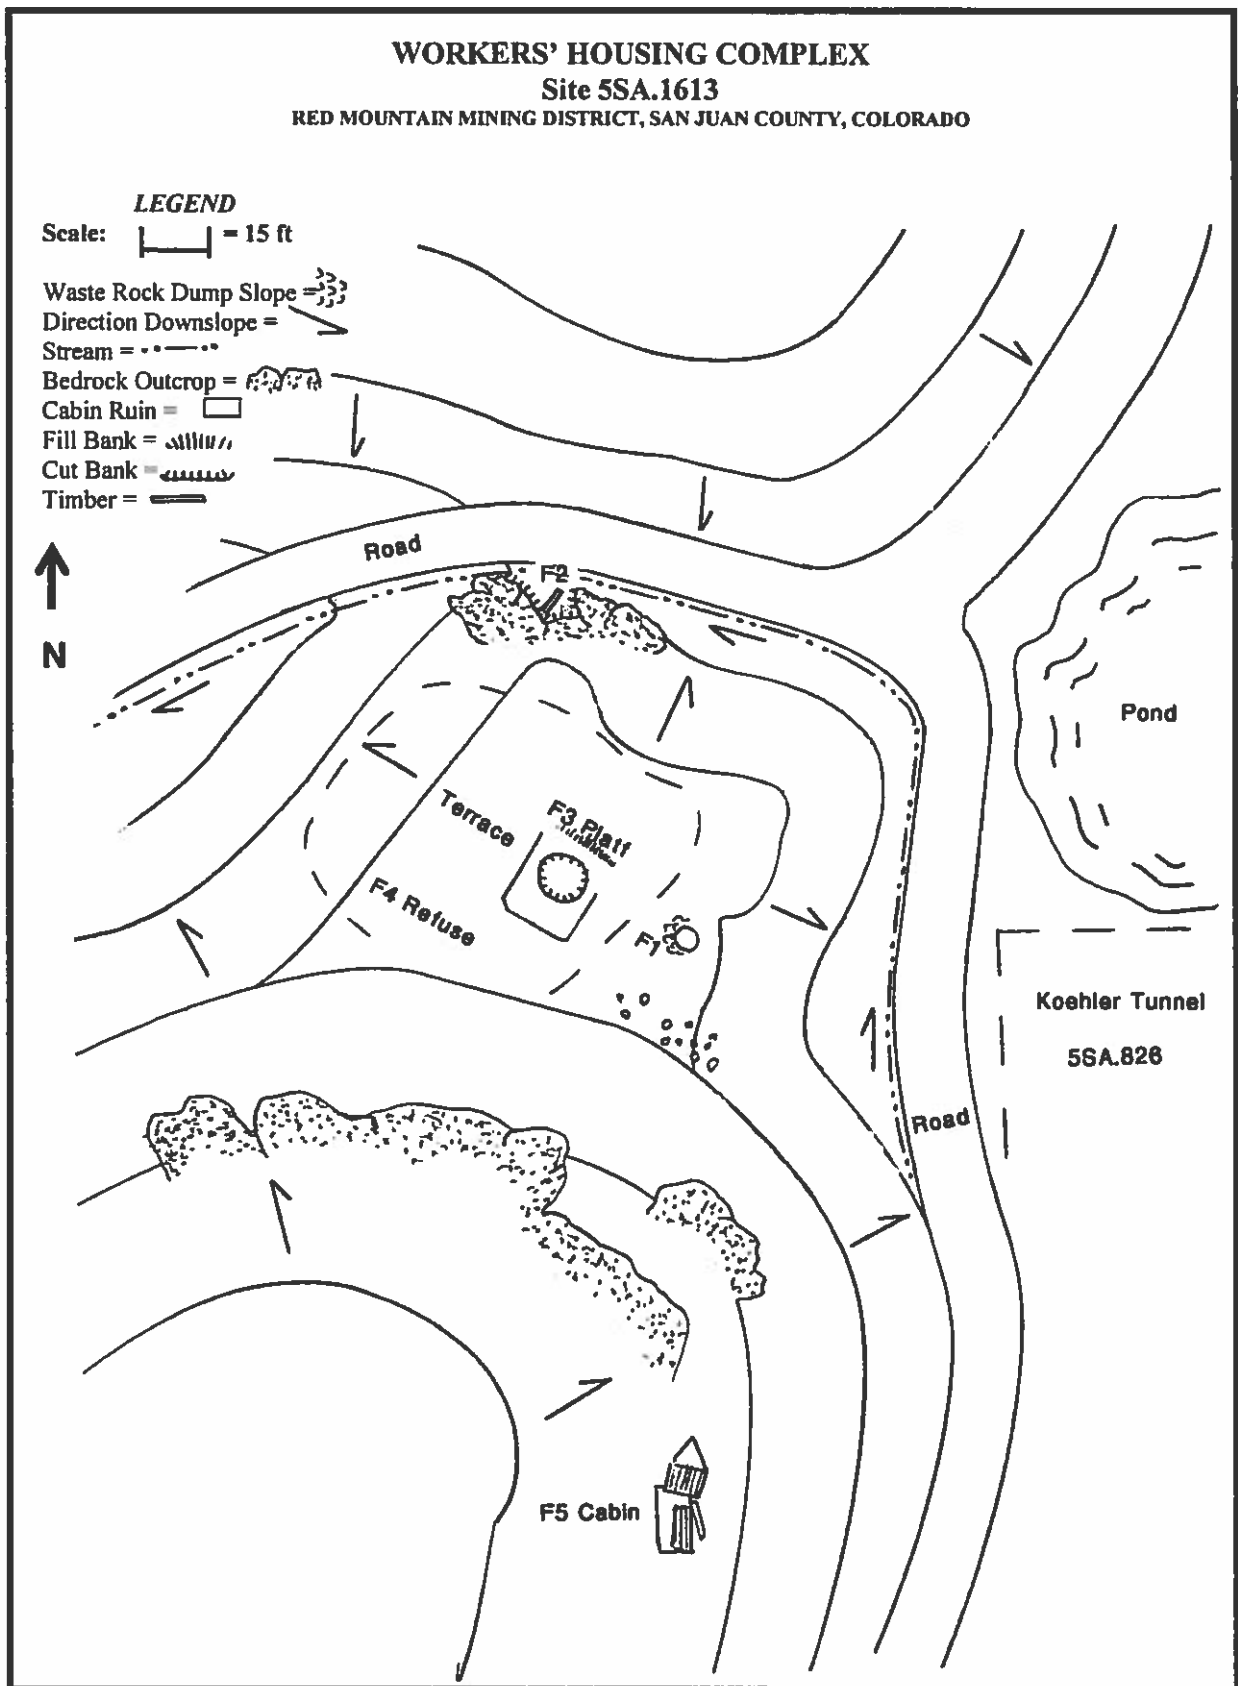 WORKERS' HOUSING COMPLEX
Site 5SA.1613
RED MOUNTAIN MINING DISTRICT, SAN JUAN COUNTY, COLORADO
LEGEND
Scale: = 15 ft
Waste Rock Dump Slope =
Direction Downslope =
Stream =
Bedrock Outcrop =
Cabin Ruin =
Fill Bank =
Cut Bank =
Timber =
N
Road
F2
Pond
Terrace
F3 Platf
F4 Refuse
F1
Koehler Tunnel
5SA.826
Road
F5 Cabin